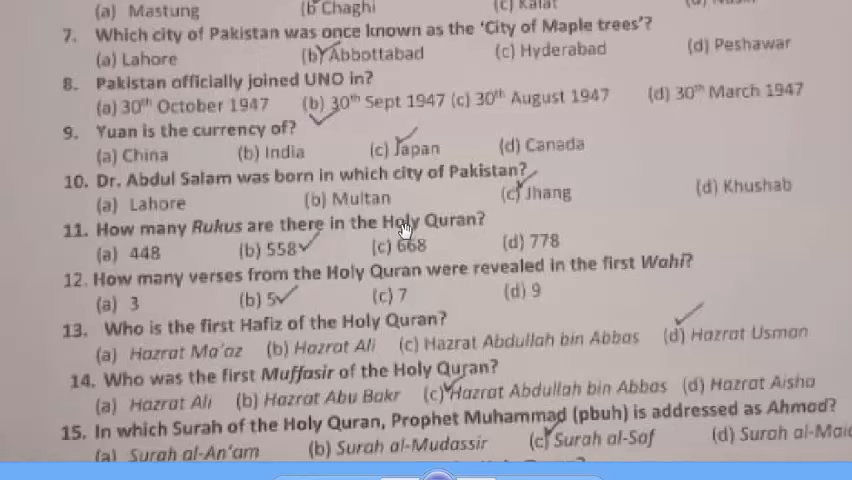 (a) Mastung (b Chaghi (c) Kalat
7. Which city of Pakistan was once known as the 'City of Maple trees'?
(a) Lahore (b) Abbottabad (c) Hyderabad (d) Peshawar
8. Pakistan officially joined UNO in?
(a) 30th October 1947 (b) 30th Sept 1947 (c) 30th August 1947 (d) 30th March 1947
9. Yuan is the currency of?
(a) China (b) India (c) Japan (d) Canada
10. Dr. Abdul Salam was born in which city of Pakistan?
(a) Lahore (b) Multan (c) Jhang (d) Khushab
11. How many Rukus are there in the Holy Quran?
(a) 448 (b) 558 (c) 668 (d) 778
12. How many verses from the Holy Quran were revealed in the first Wahi?
(a) 3 (b) 5 (c) 7 (d) 9
13. Who is the first Hafiz of the Holy Quran?
(a) Hazrat Ma'az (b) Hazrat Ali (c) Hazrat Abdullah bin Abbas (d) Hazrat Usman
14. Who was the first Muffasir of the Holy Quran?
(a) Hazrat Ali (b) Hazrat Abu Bakr (c) Hazrat Abdullah bin Abbas (d) Hazrat Aisha
15. In which Surah of the Holy Quran, Prophet Muhammad (pbuh) is addressed as Ahmad?
(a) Surah al-An'am (b) Surah al-Mudassir (c) Surah al-Saf (d) Surah al-Maid